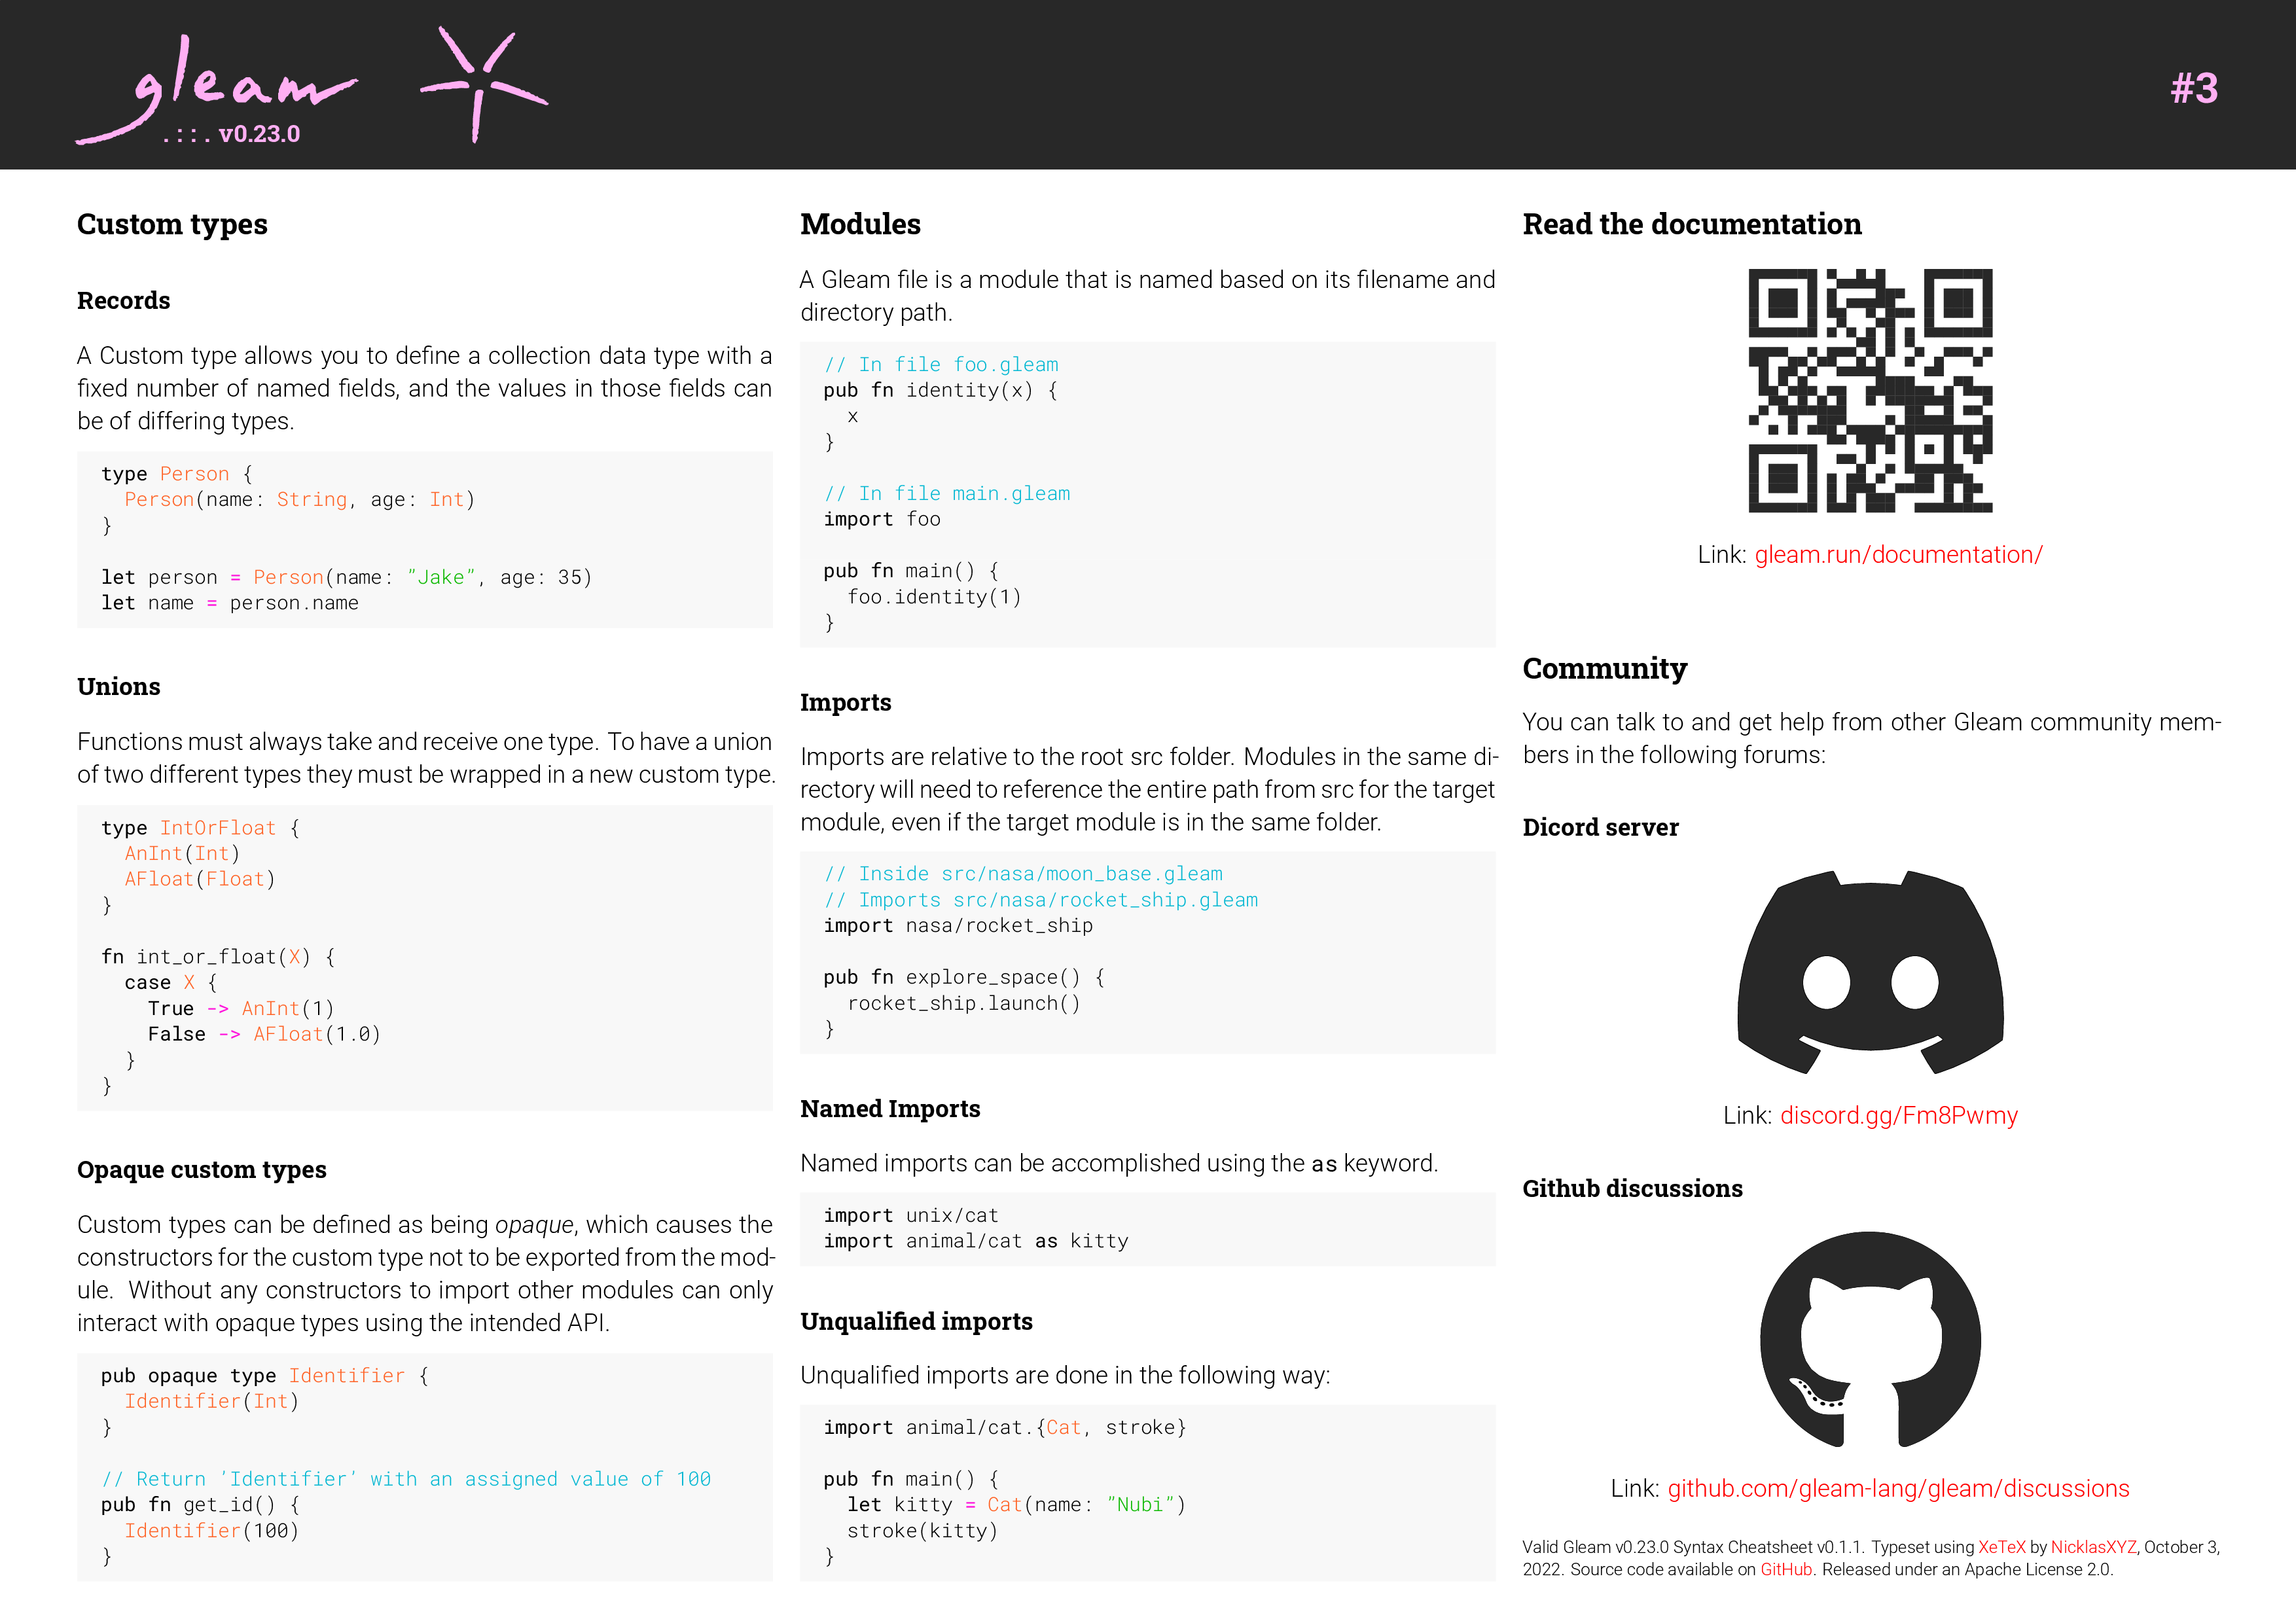 gleam
.::. v0.23.0
#3
Custom types
Records
A Custom type allows you to define a collection data type with a
fixed number of named fields, and the values in those fields can
be of differing types.
type Person {
  Person(name: String, age: Int)
}
let person = Person(name: "Jake", age: 35)
let name = person.name
Unions
Functions must always take and receive one type. To have a union
of two different types they must be wrapped in a new custom type.
type IntOrFloat {
  AnInt(Int)
  AFloat(Float)
}
fn int_or_float(X) {
  case X {
    True -> AnInt(1)
    False -> AFloat(1.0)
  }
}
Opaque custom types
Custom types can be defined as being opaque, which causes the
constructors for the custom type not to be exported from the mod-
ule. Without any constructors to import other modules can only
interact with opaque types using the intended API.
pub opaque type Identifier {
  Identifier(Int)
}
// Return 'Identifier' with an assigned value of 100
pub fn get_id() {
  Identifier(100)
}
Modules
A Gleam file is a module that is named based on its filename and
directory path.
// In file foo.gleam
pub fn identity(x) {
  x
}
// In file main.gleam
import foo
pub fn main() {
  foo.identity(1)
}
Imports
Imports are relative to the root src folder. Modules in the same di-
rectory will need to reference the entire path from src for the target
module, even if the target module is in the same folder.
// Inside src/nasa/moon_base.gleam
// Imports src/nasa/rocket_ship.gleam
import nasa/rocket_ship
pub fn explore_space() {
  rocket_ship.launch()
}
Named Imports
Named imports can be accomplished using the as keyword.
import unix/cat
import animal/cat as kitty
Unqualified imports
Unqualified imports are done in the following way:
import animal/cat.{Cat, stroke}
pub fn main() {
  let kitty = Cat(name: "Nubi")
  stroke(kitty)
}
Read the documentation
Link: gleam.run/documentation/
Community
You can talk to and get help from other Gleam community mem-
bers in the following forums:
Dicord server
Link: discord.gg/Fm8Pwmy
Github discussions
Link: github.com/gleam-lang/gleam/discussions
Valid Gleam v0.23.0 Syntax Cheatsheet v0.1.1. Typeset using XeTeX by NicklasXYZ, October 3,
2022. Source code available on GitHub. Released under an Apache License 2.0.